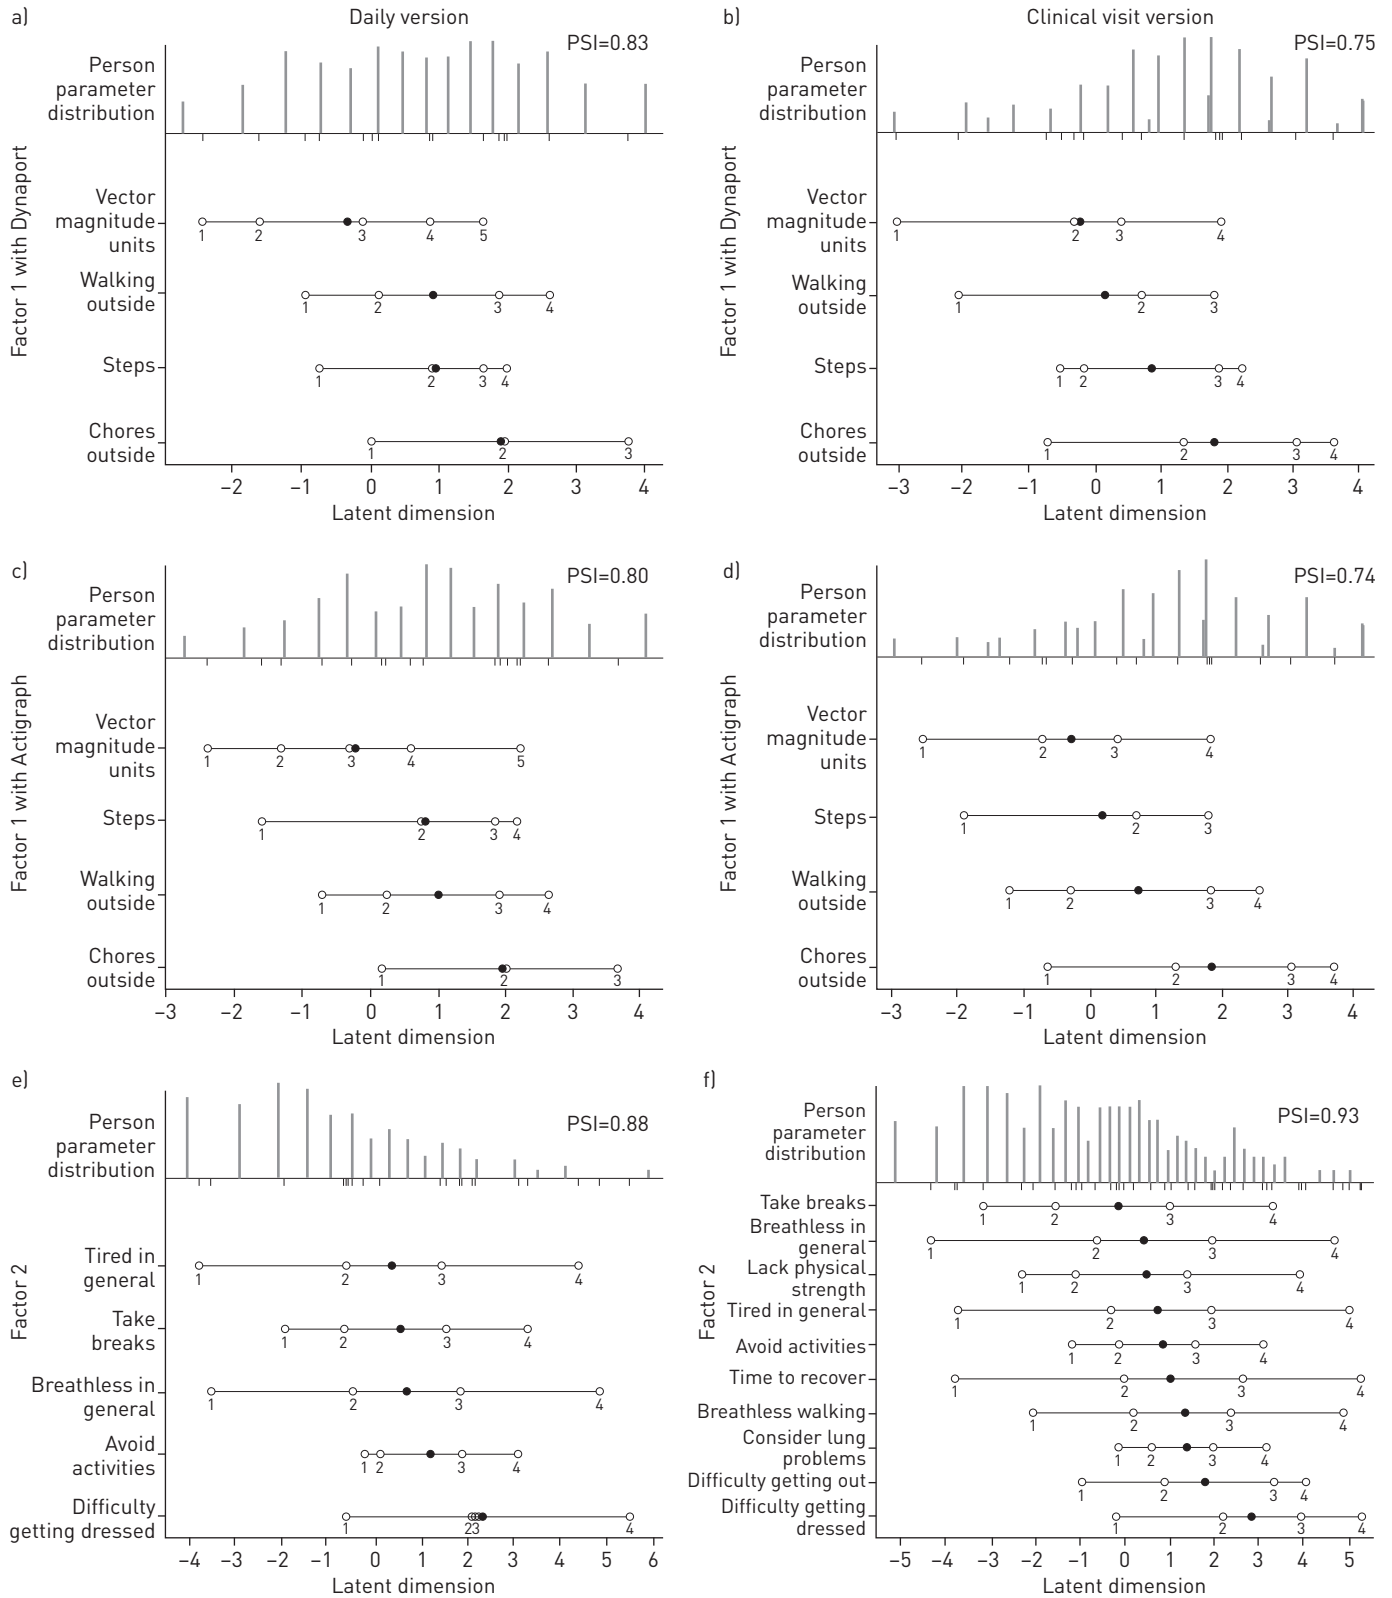 a)
Daily version
PSI=0.83
Person
parameter
distribution
Factor 1 with Dynaport
Vector
magnitude
units
1 2 3 4 5
Walking
outside
1 2 3 4
Steps
1 2 3 4
Chores
outside
1 2 3
−2 −1 0 1 2 3 4
Latent dimension
b)
Clinical visit version
PSI=0.75
Person
parameter
distribution
Factor 1 with Dynaport
Vector
magnitude
units
1 2 3 4
Walking
outside
1 2 3
Steps
1 2 3 4
Chores
outside
1 2 3 4
−3 −2 −1 0 1 2 3 4
Latent dimension
c)
PSI=0.80
Person
parameter
distribution
Factor 1 with Actigraph
Vector
magnitude
units
1 2 3 4 5
Steps
1 2 3 4
Walking
outside
1 2 3 4
Chores
outside
1 2 3
−3 −2 −1 0 1 2 3 4
Latent dimension
d)
PSI=0.74
Person
parameter
distribution
Factor 1 with Actigraph
Vector
magnitude
units
1 2 3 4
Steps
1 2 3
Walking
outside
1 2 3 4
Chores
outside
1 2 3 4
−3 −2 −1 0 1 2 3 4
Latent dimension
e)
PSI=0.88
Person
parameter
distribution
Factor 2
Tired in
general
1 2 3 4
Take
breaks
1 2 3 4
Breathless in
general
1 2 3 4
Avoid
activities
1 2 3 4
Difficulty
getting dressed
1 2 3 4
−4 −3 −2 −1 0 1 2 3 4 5 6
Latent dimension
f)
PSI=0.93
Person
parameter
distribution
Factor 2
Take breaks
1 2 3 4
Breathless in
general
1 2 3 4
Lack physical
strength
1 2 3 4
Tired in general
1 2 3 4
Avoid activities
1 2 3 4
Time to recover
1 2 3 4
Breathless walking
1 2 3 4
Consider lung
problems
1 2 3 4
Difficulty getting out
1 2 3 4
Difficulty getting
dressed
1 2 3 4
−5 −4 −3 −2 −1 0 1 2 3 4 5
Latent dimension